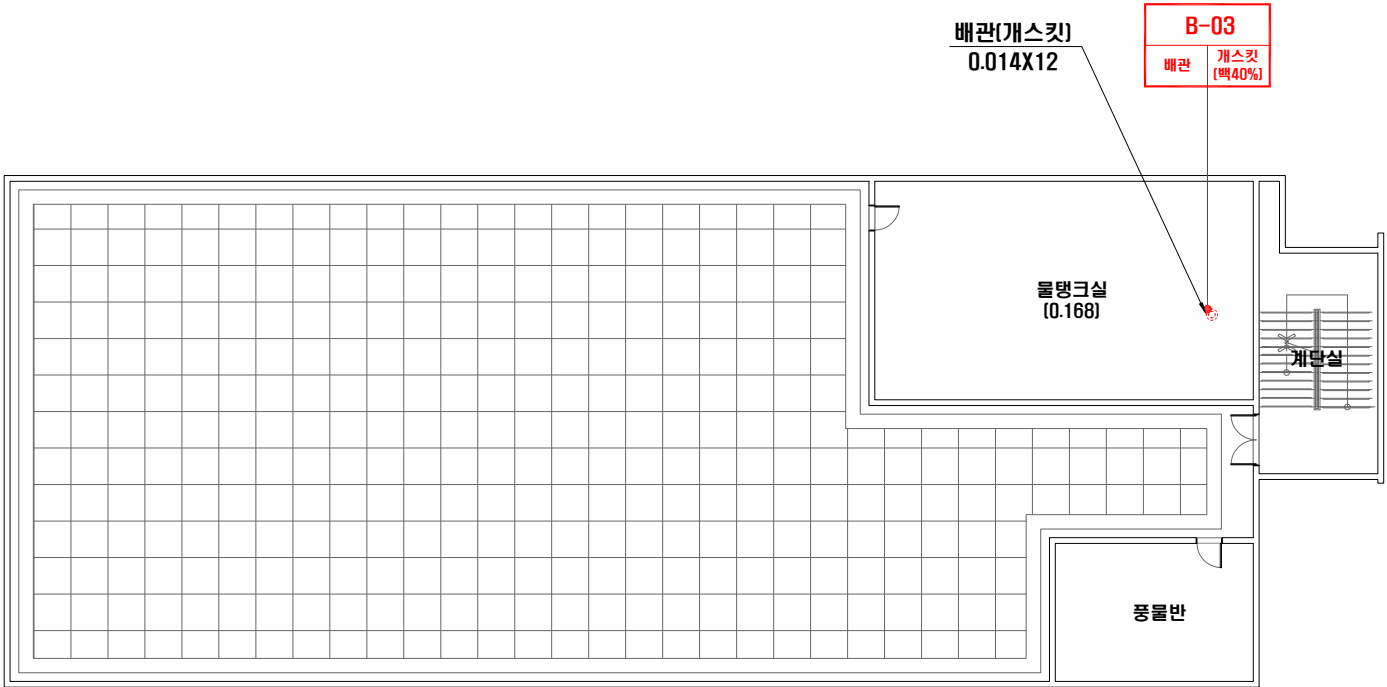 배관(개스킷)
0.014X12
B-03
배관
개스킷
(백40%)
물탱크실
(0.168)
계단실
풍물반